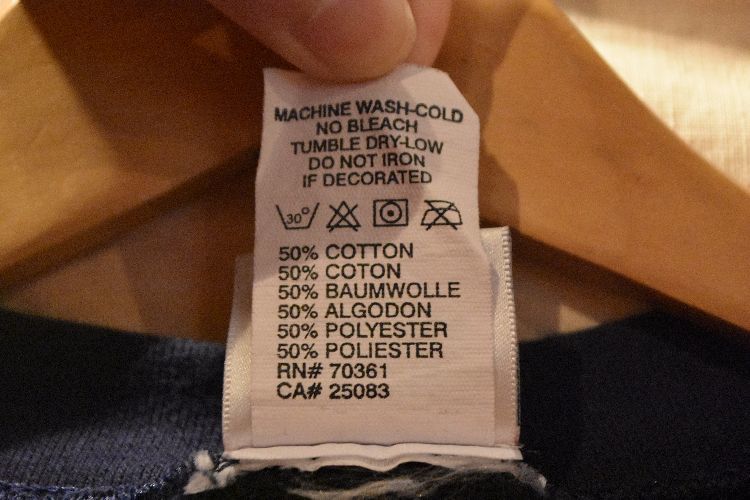 MACHINE WASH-COLD
NO BLEACH
TUMBLE DRY-LOW
DO NOT IRON
IF DECORATED
30°
50% COTTON
50% COTON
50% BAUMWOLLE
50% ALGODON
50% POLYESTER
50% POLIESTER
RN# 70361
CA# 25083